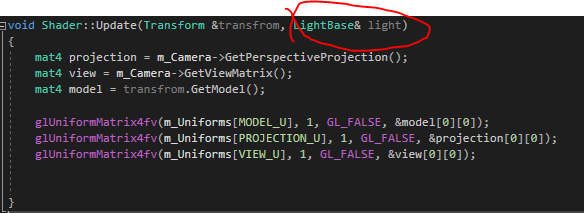 void Shader::Update(Transform &transfrom, LightBase& light)
{
mat4 projection = m_Camera->GetPerspectiveProjection();
mat4 view = m_Camera->GetViewMatrix();
mat4 model = transfrom.GetModel();
glUniformMatrix4fv(m_Uniforms[MODEL_U], 1, GL_FALSE, &model[0][0]);
glUniformMatrix4fv(m_Uniforms[PROJECTION_U], 1, GL_FALSE, &projection[0][0]);
glUniformMatrix4fv(m_Uniforms[VIEW_U], 1, GL_FALSE, &view[0][0]);
}